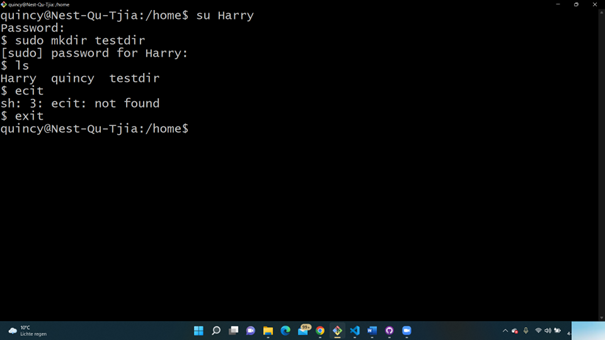 quincy@Nest-Qu-Tjia: /home
quincy@Nest-Qu-Tjia:/home$ su Harry
Password:
$ sudo mkdir testdir
[sudo] password for Harry:
$ ls
Harry  quincy  testdir
$ ecit
sh: 3: ecit: not found
$ exit
quincy@Nest-Qu-Tjia:/home$
10°C
Lichte regen